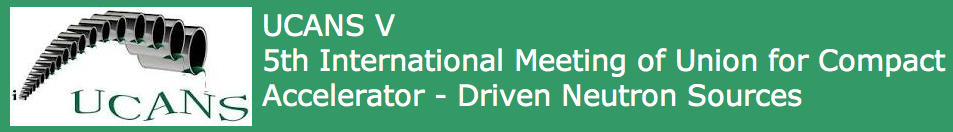 UCANS V
5th International Meeting of Union for Compact
Accelerator - Driven Neutron Sources
i
UCANS